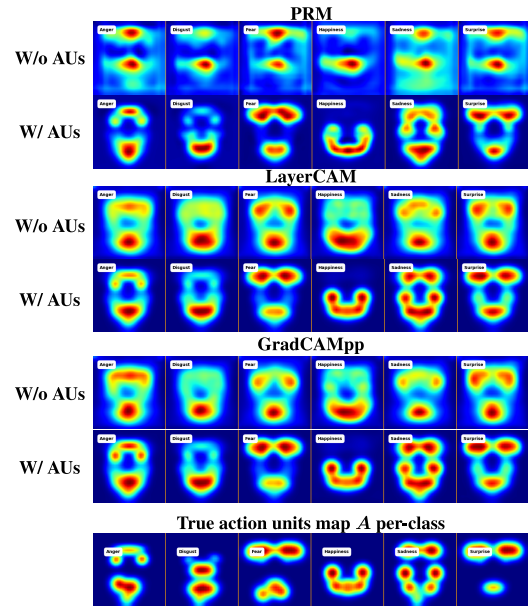 PRM
W/o AUs
Anger Disgust Fear Happiness Sadness Surprise
W/ AUs
Anger Disgust Fear Happiness Sadness Surprise
LayerCAM
W/o AUs
Anger Disgust Fear Happiness Sadness Surprise
W/ AUs
Anger Disgust Fear Happiness Sadness Surprise
GradCAMpp
W/o AUs
Anger Disgust Fear Happiness Sadness Surprise
W/ AUs
Anger Disgust Fear Happiness Sadness Surprise
True action units map A per-class
Anger Disgust Fear Happiness Sadness Surprise